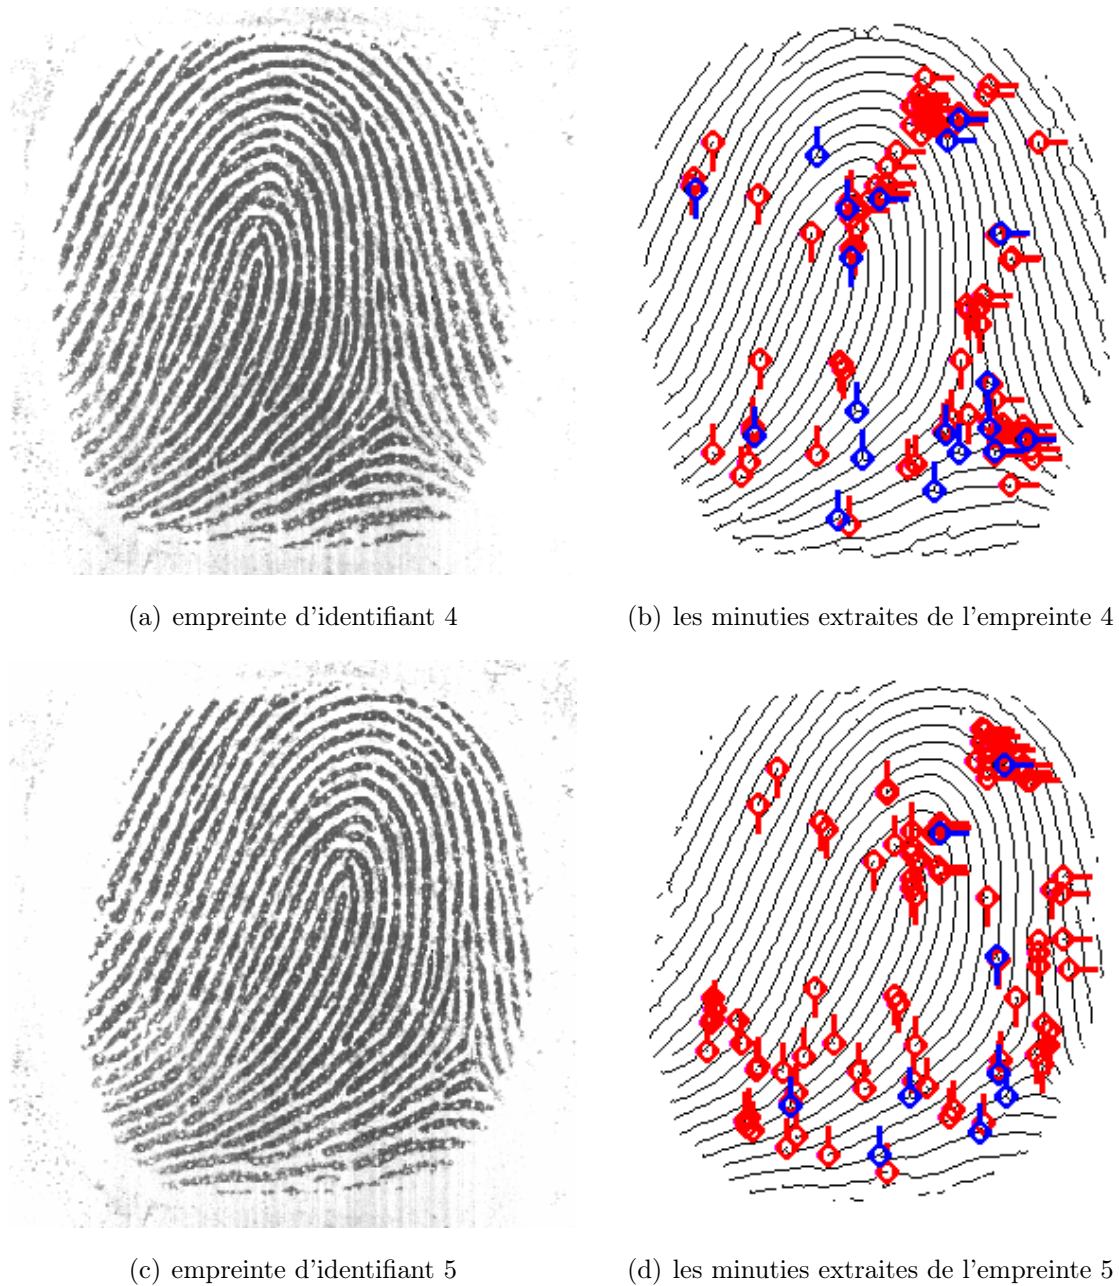 (a) empreinte d'identifiant 4
(b) les minuties extraites de l'empreinte 4
(c) empreinte d'identifiant 5
(d) les minuties extraites de l'empreinte 5